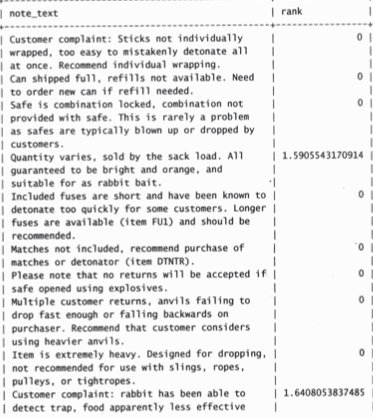 | note_text | rank |
+--------------------------------------------+-----------------+
| Customer complaint: Sticks not individually | 0 |
| wrapped, too easy to mistakenly detonate all
| at once. Recommend individual wrapping.
| Can shipped full, refills not available. Need | 0 |
| to order new can if refill needed.
| Safe is combination locked, combination not | 0 |
| provided with safe. This is rarely a problem
| as safes are typically blown up or dropped by
| customers.
| Quantity varies, sold by the sack load. All | 1.5905543170914 |
| guaranteed to be bright and orange, and
| suitable for as rabbit bait.
| Included fuses are short and have been known to | 0 |
| detonate too quickly for some customers. Longer
| fuses are available (item FU1) and should be
| recommended.
| Matches not included, recommend purchase of | 0 |
| matches or detonator (item DTNTR).
| Please note that no returns will be accepted if | 0 |
| safe opened using explosives.
| Multiple customer returns, anvils failing to | 0 |
| drop fast enough or falling backwards on
| purchaser. Recommend that customer considers
| using heavier anvils.
| Item is extremely heavy. Designed for dropping, | 0 |
| not recommended for use with slings, ropes,
| pulleys, or tightropes.
| Customer complaint: rabbit has been able to | 1.6408053837485 |
| detect trap, food apparently less effective